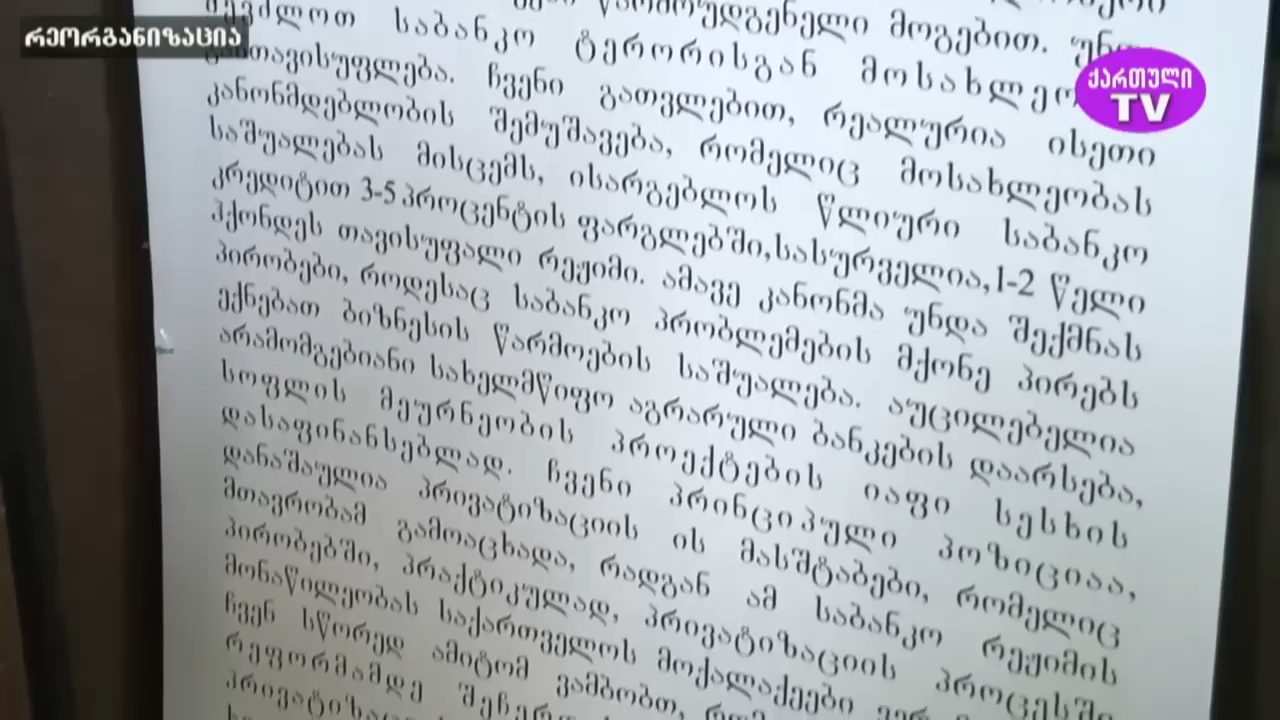 რეორგანიზაცია
ქართული
TV
წარმოუდგენელი მოგებით.
საბანკო ტერორისგან
ჩვენი გათვლებით, რეალურია ისეთი
კანონმდებლობის შემუშავება, რომელიც მოსახლეობას
საშუალებას მისცემს, ისარგებლოს წლიური საბანკო
კრედიტით 3-5 პროცენტის ფარგლებში,სასურველია,1-2 წელი
ჰქონდეს თავისუფალი რეჟიმი. ამავე კანონმა უნდა შექმნას
პირობები, როდესაც საბანკო პრობლემების მქონე პირებს
ექნებათ ბიზნესის წარმოების საშუალება. აუცილებელია
არამომგებიანი სახელმწიფო აგრარული ბანკების დაარსება,
სოფლის მეურნეობის პროექტების იაფი სესხის
დასაფინანსებლად. ჩვენი პრინციპული პოზიციაა,
დანაშაულია პრივატიზაციის ის მასშტაბები, რომელიც
მთავრობამ გამოაცხადა, რადგან ამ საბანკო რეჟიმის
პირობებში, პრაქტიკულად, პრივატიზაციის პროცესში
მონაწილეობას საქართველოს მოქალაქეები ვერ
ჩვენ სწორედ ამიტომ ვამბობთ,
რეფორმამდე